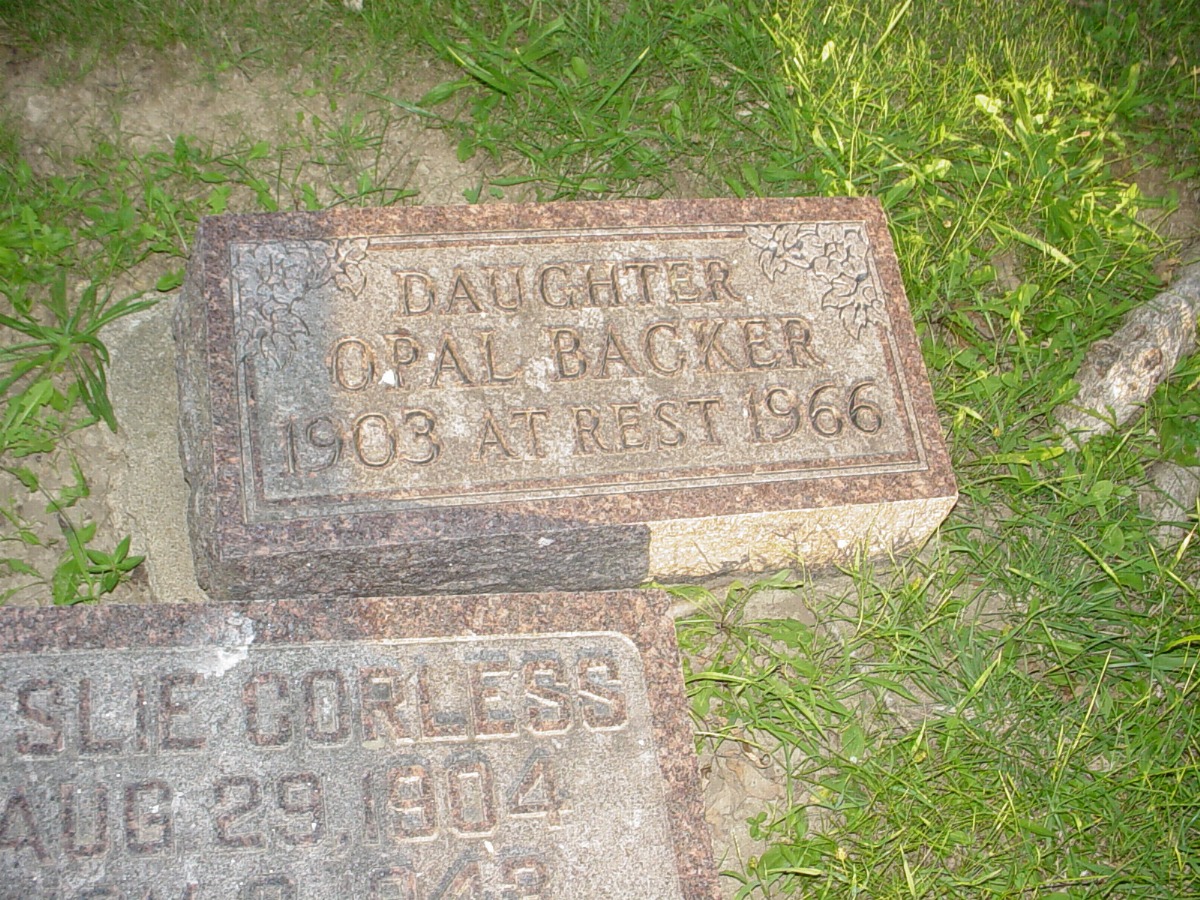 DAUGHTER
OPAL BACKER
1903 AT REST 1966
SLIE CORLESS
AUG 29, 1904